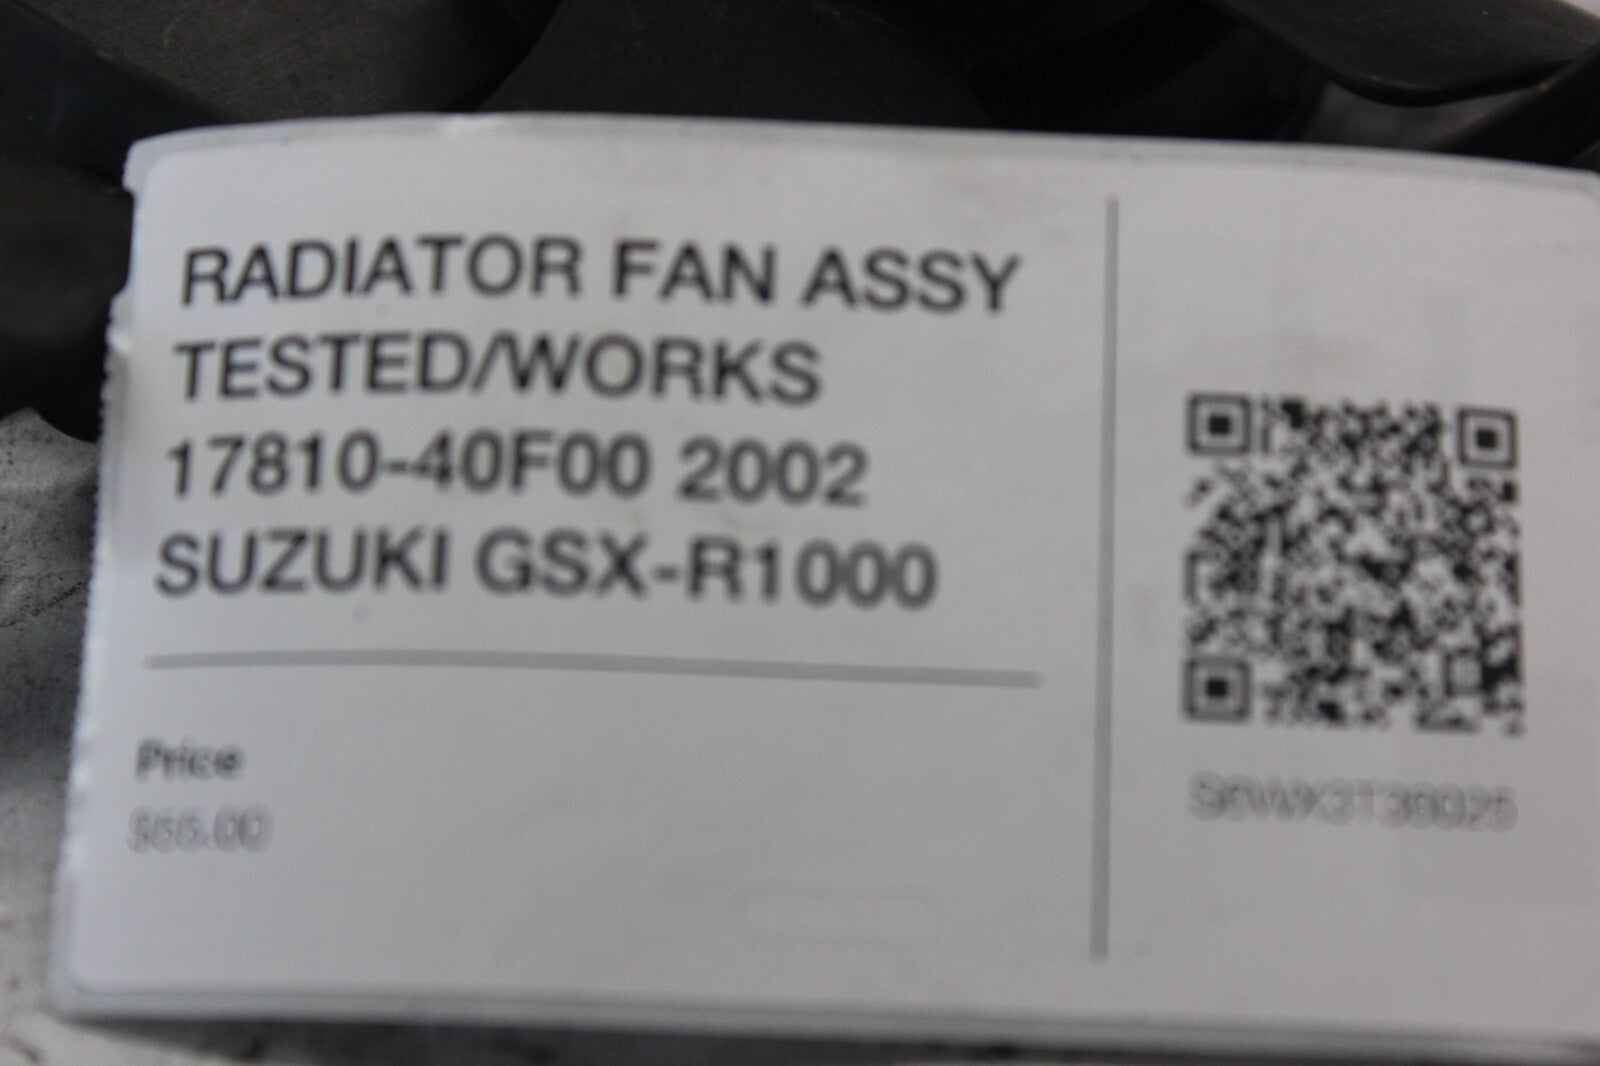 RADIATOR FAN ASSY
TESTED/WORKS
17810-40F00 2002
SUZUKI GSX-R1000
Price